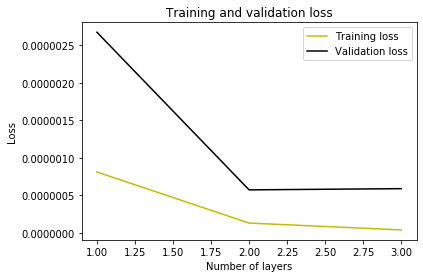 Training and validation loss
Training loss
Validation loss
Loss
0.0000025
0.0000020
0.0000015
0.0000010
0.0000005
0.0000000
1.00 1.25 1.50 1.75 2.00 2.25 2.50 2.75 3.00
Number of layers